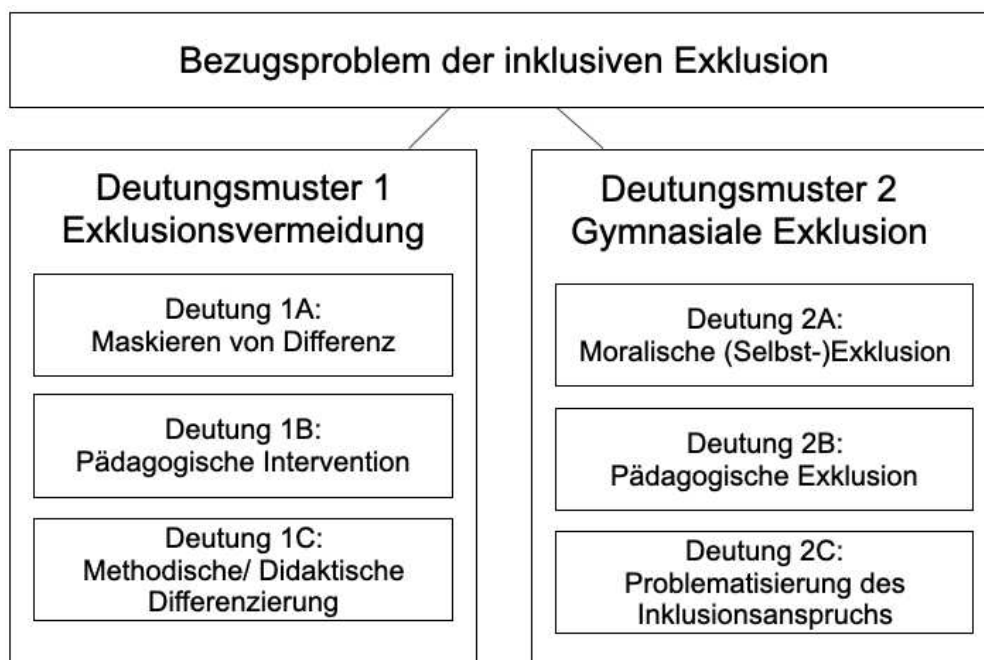 Bezugsproblem der inklusiven Exklusion
Deutungsmuster 1
Exklusionsvermeidung
Deutung 1A:
Maskieren von Differenz
Deutung 1B:
Pädagogische Intervention
Deutung 1C:
Methodische/ Didaktische
Differenzierung
Deutungsmuster 2
Gymnasiale Exklusion
Deutung 2A:
Moralische (Selbst-)Exklusion
Deutung 2B:
Pädagogische Exklusion
Deutung 2C:
Problematisierung des
Inklusionsanspruchs